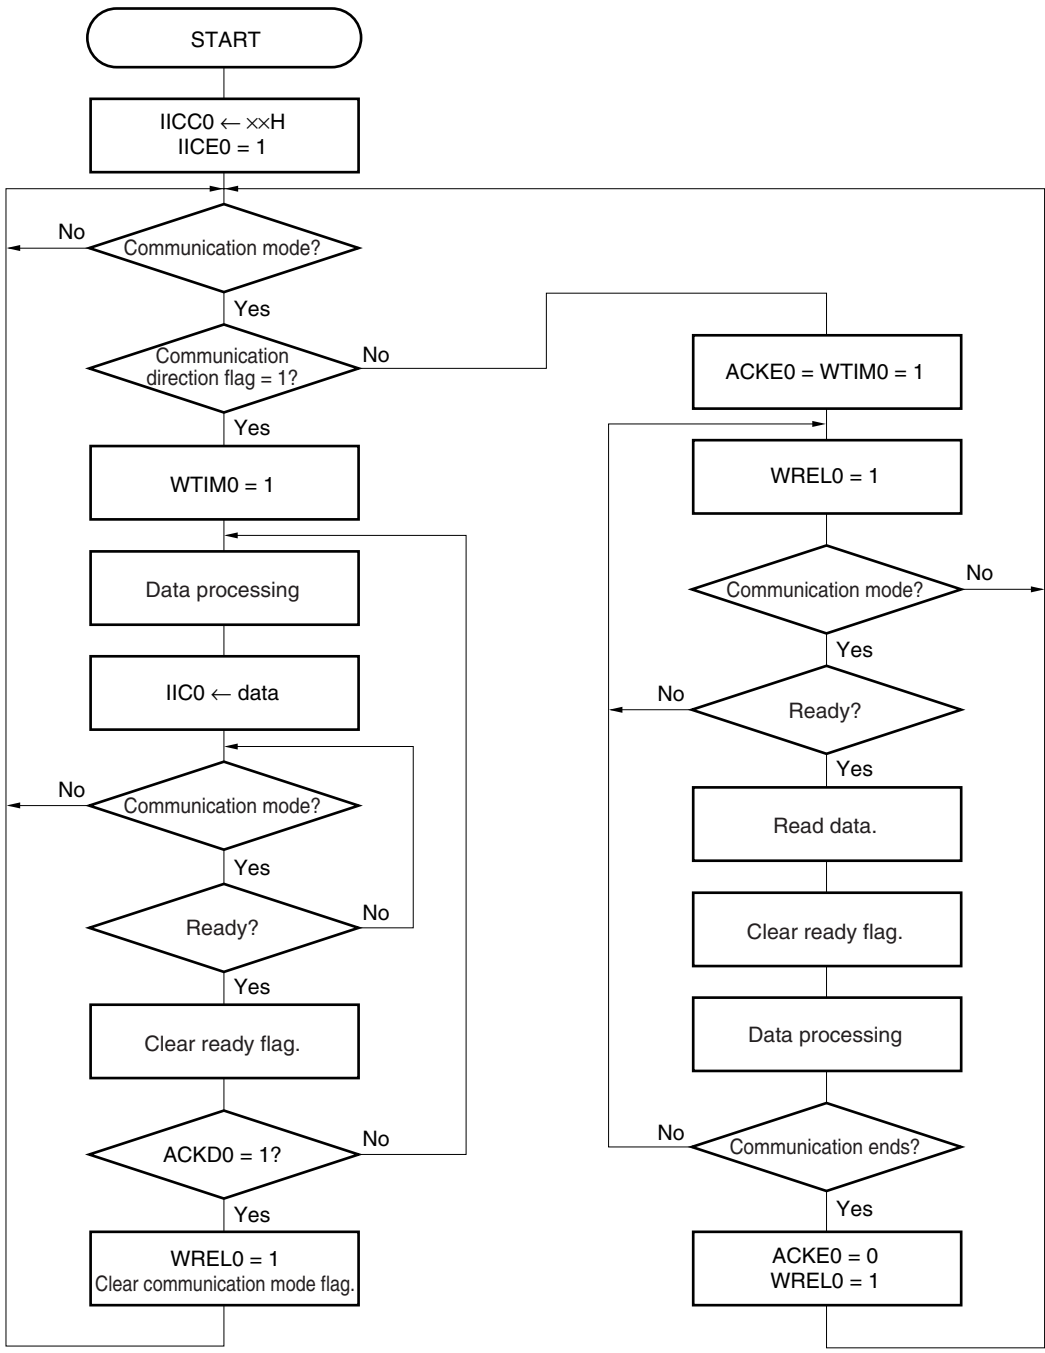 START
IICC0 ← ××H
IICE0 = 1
No
Communication mode?
Yes
Communication
direction flag = 1?
No
Yes
WTIM0 = 1
Data processing
IIC0 ← data
No
Communication mode?
Yes
Ready?
No
Yes
Clear ready flag.
ACKD0 = 1?
No
Yes
WREL0 = 1
Clear communication mode flag.
ACKE0 = WTIM0 = 1
WREL0 = 1
Communication mode?
No
Yes
No
Ready?
Yes
Read data.
Clear ready flag.
Data processing
No
Communication ends?
Yes
ACKE0 = 0
WREL0 = 1